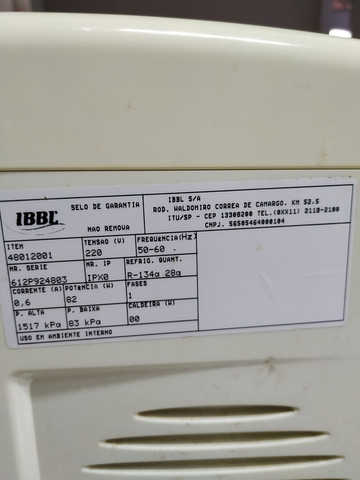 IBBL
SELO DE GARANTIA
NAO REMOVA
IBBL S/A
ROD. WALDOMIRO CORREA DE CAMARGO, KM 52.5
ITU/SP - CEP 13308200 TEL.(0XX11) 2118-2100
CNPJ. 56505464000104
ITEM TENSAO (V) FREQUENCIA(Hz)
48012001 220 50-60
NR. SERIE NR. IP REFRIG. QUANT.
612P924803 IPX0 R-134a 28g
CORRENTE (A) POTENCIA (W) FASES
0,6 82 1
P. ALTA P. BAIXA CALDEIRA (W)
1517 kPa 83 kPa 00
USO EM AMBIENTE INTERNO